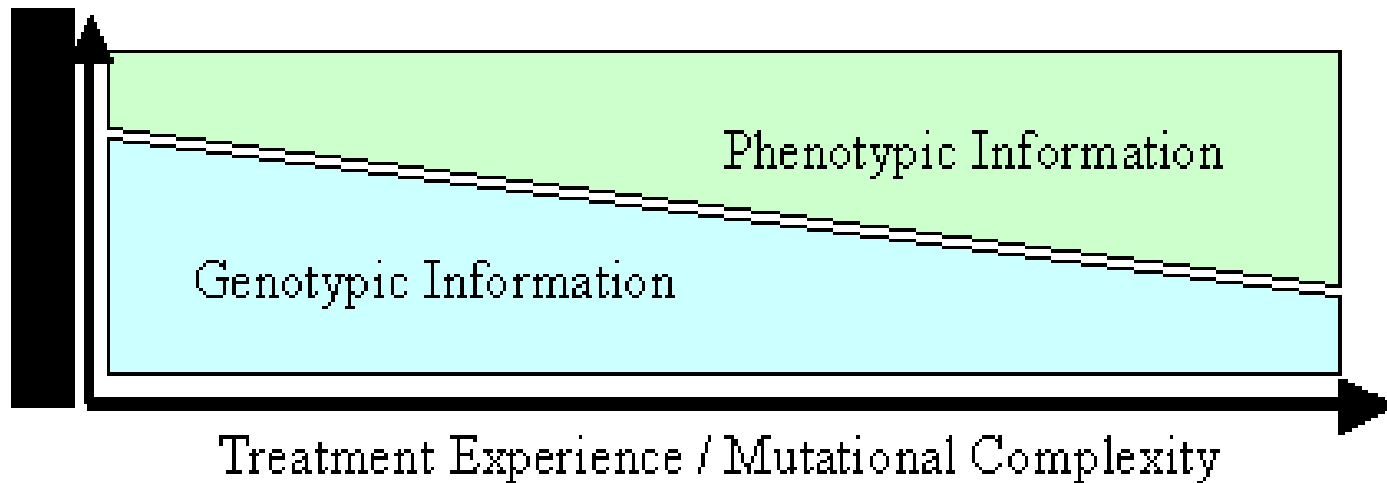 Phenotypic Information
Genotypic Information
Treatment Experience / Mutational Complexity